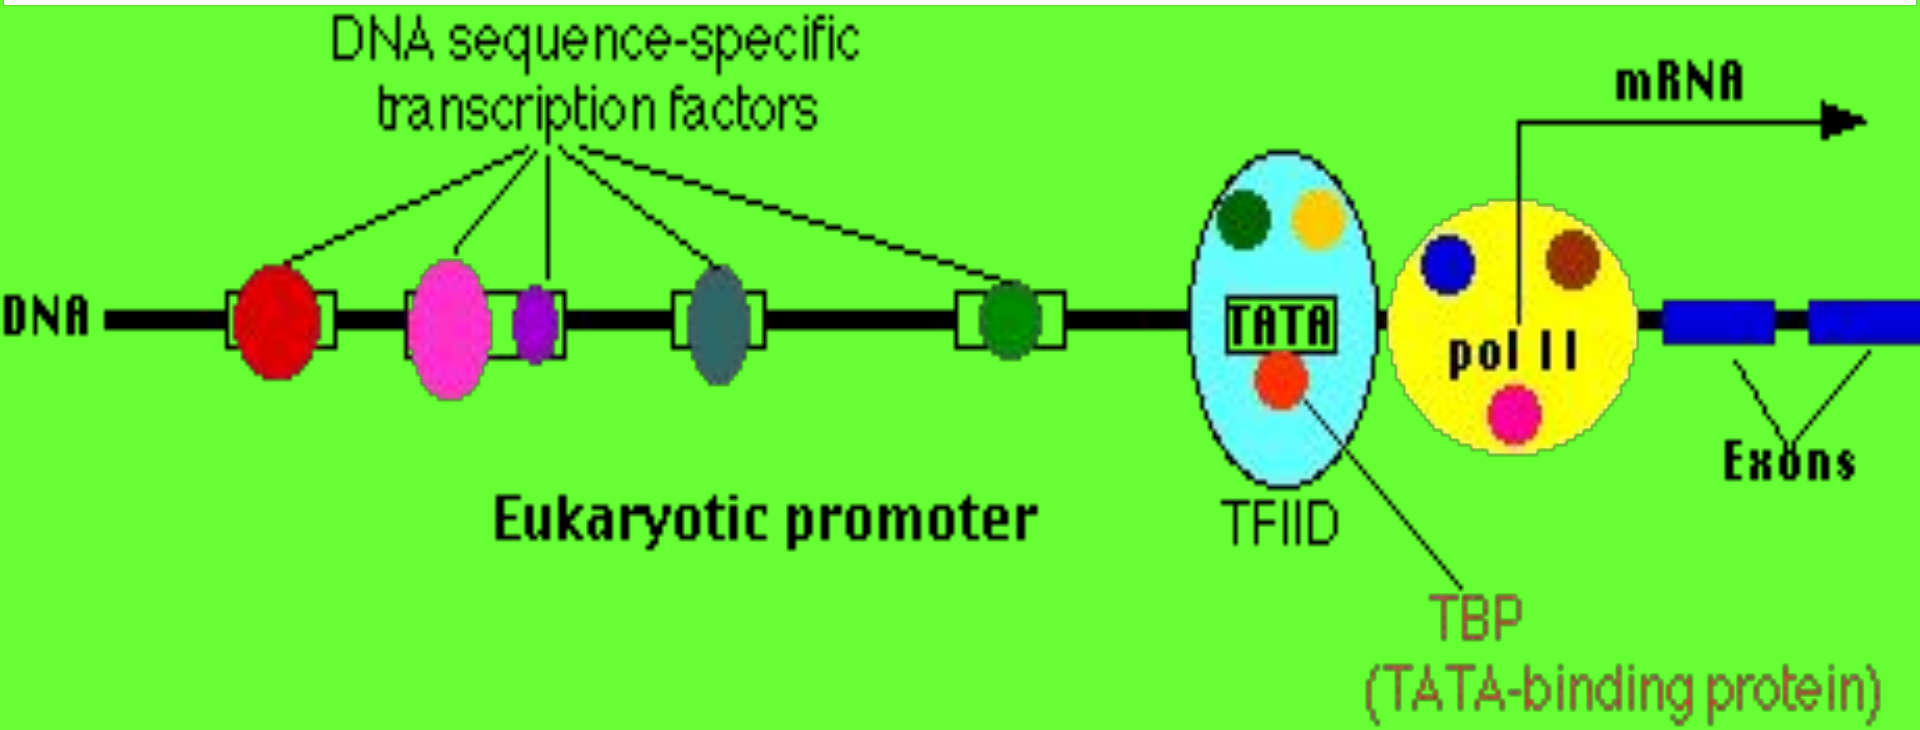 DNA sequence-specific
transcription factors
mRNA
DNA
TATA
pol II
Exons
Eukaryotic promoter
TFIID
TBP
(TATA-binding protein)